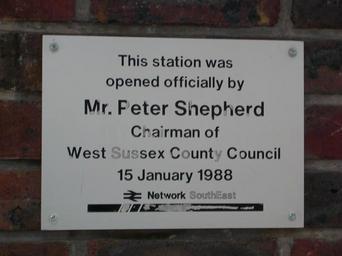 This station was
opened officially by
Mr. Peter Shepherd
Chairman of
West Sussex County Council
15 January 1988
Network SouthEast